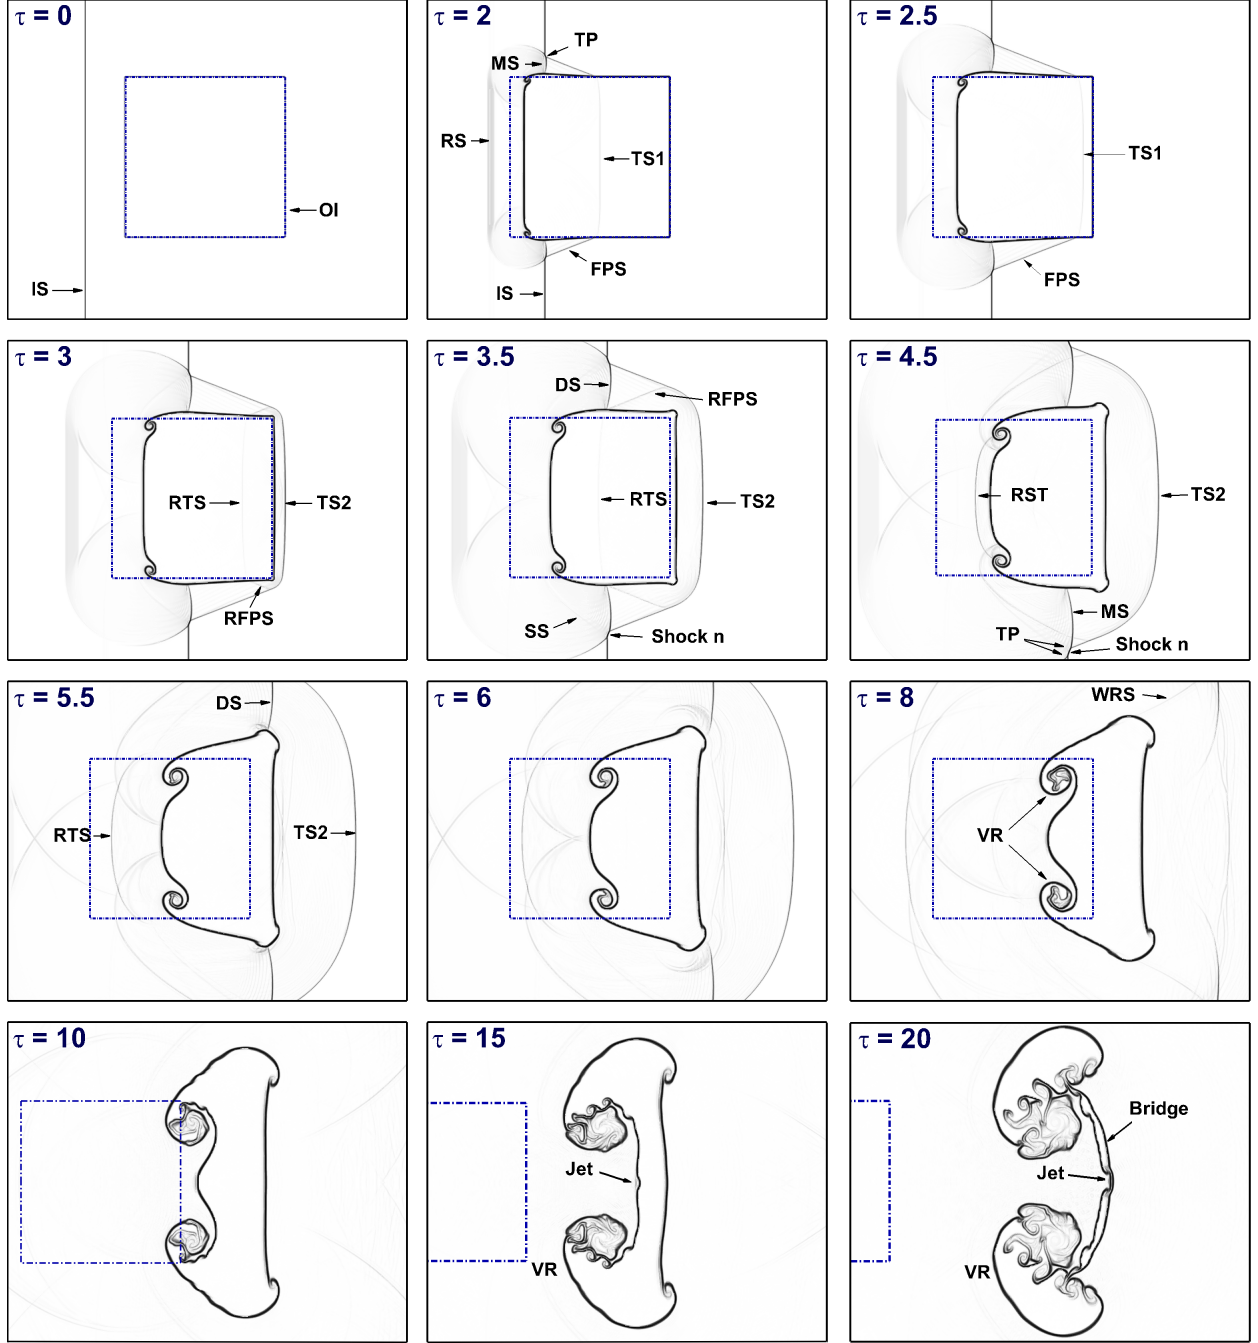 τ = 0
OI
IS
τ = 2
TP
MS
RS
TS1
FPS
IS
τ = 2.5
TS1
FPS
τ = 3
RTS
TS2
RFPS
τ = 3.5
DS
RFPS
RTS
TS2
SS
Shock n
τ = 4.5
RST
TS2
MS
TP
Shock n
τ = 5.5
DS
RTS
TS2
τ = 6
τ = 8
WRS
VR
τ = 10
τ = 15
Jet
VR
τ = 20
Bridge
Jet
VR